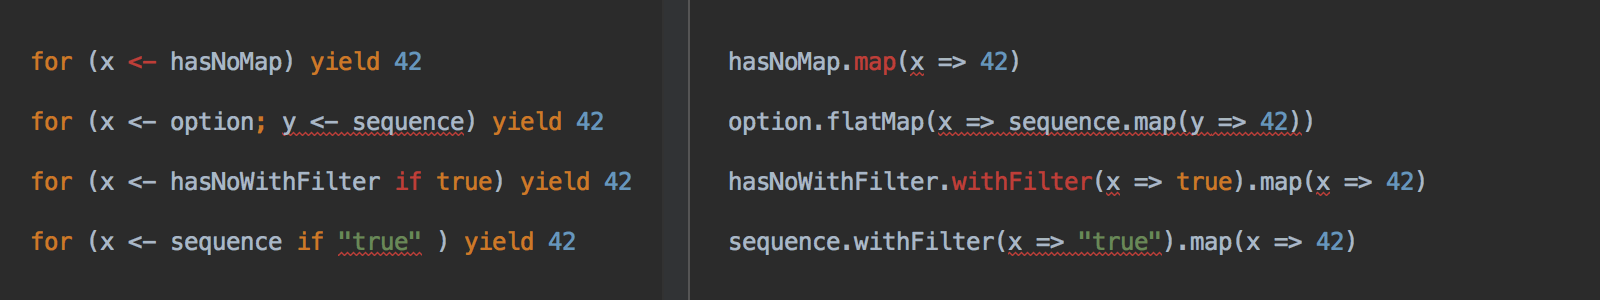 for (x <- hasNoMap) yield 42
for (x <- option; y <- sequence) yield 42
for (x <- hasNoWithFilter if true) yield 42
for (x <- sequence if "true" ) yield 42
hasNoMap.map(x => 42)
option.flatMap(x => sequence.map(y => 42))
hasNoWithFilter.withFilter(x => true).map(x => 42)
sequence.withFilter(x => "true").map(x => 42)